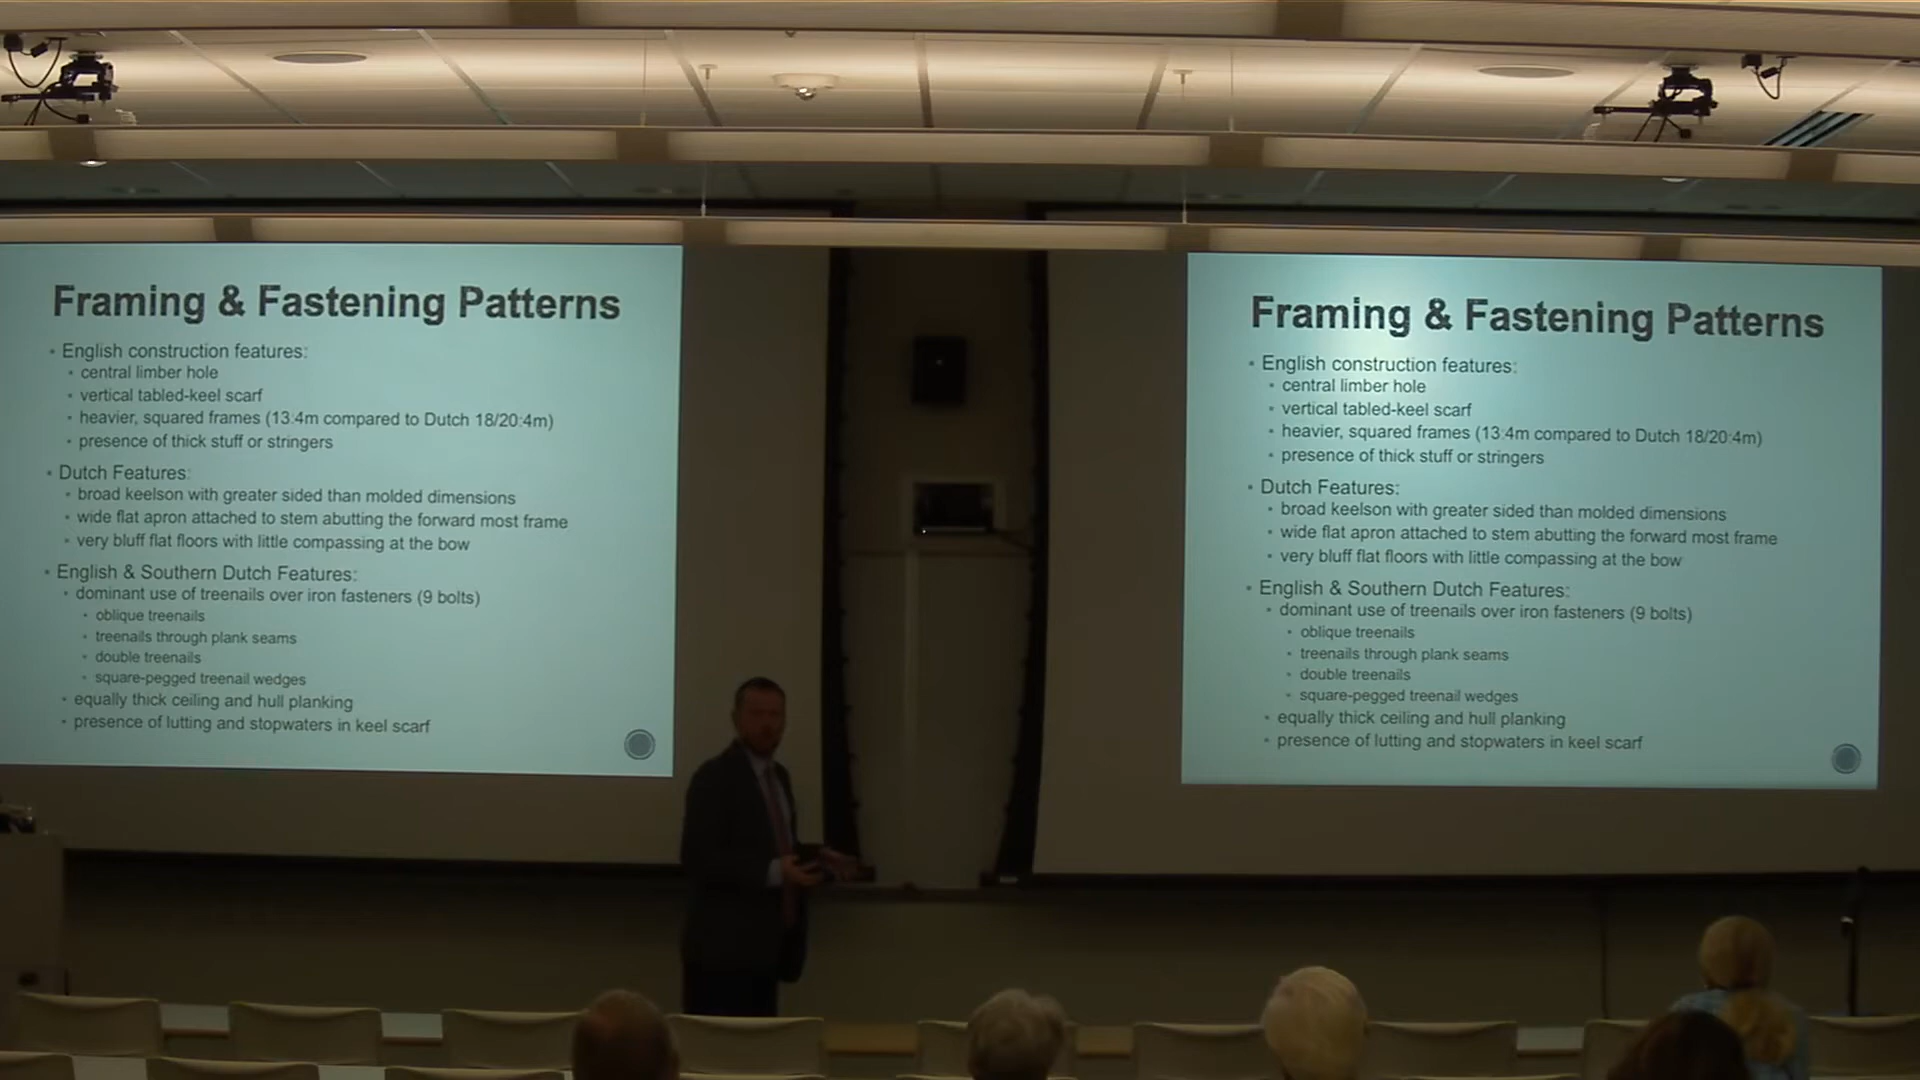 Framing & Fastening Patterns
• English construction features:
• central limber hole
• vertical tabled-keel scarf
• heavier, squared frames (13.4m compared to Dutch 18/20.4m)
• presence of thick stuff or stringers
• Dutch Features:
• broad keelson with greater sided than molded dimensions
• wide flat apron attached to stem abutting the forward most frame
• very bluff flat floors with little compassing at the bow
• English & Southern Dutch Features:
• dominant use of treenails over iron fasteners (9 bolts)
• oblique treenails
• treenails through plank seams
• double treenails
• square-pegged treenail wedges
• equally thick ceiling and hull planking
• presence of lutting and stopwaters in keel scarf
Framing & Fastening Patterns
• English construction features:
• central limber hole
• vertical tabled-keel scarf
• heavier, squared frames (13.4m compared to Dutch 18/20.4m)
• presence of thick stuff or stringers
• Dutch Features:
• broad keelson with greater sided than molded dimensions
• wide flat apron attached to stem abutting the forward most frame
• very bluff flat floors with little compassing at the bow
• English & Southern Dutch Features:
• dominant use of treenails over iron fasteners (9 bolts)
• oblique treenails
• treenails through plank seams
• double treenails
• square-pegged treenail wedges
• equally thick ceiling and hull planking
• presence of lutting and stopwaters in keel scarf